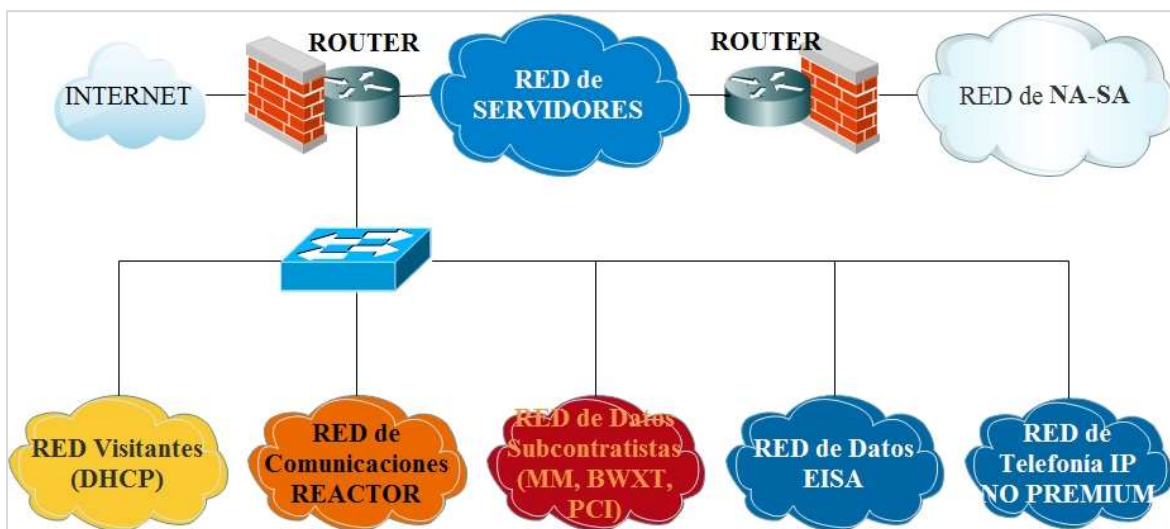 INTERNET
ROUTER
RED de
SERVIDORES
ROUTER
RED de NA-SA
RED Visitantes
(DHCP)
RED de
Comunicaciones
REACTOR
RED de Datos
Subcontratistas
(MM, BWXT,
PCI)
RED de Datos
EISA
RED de
Telefonía IP
NO PREMIUM